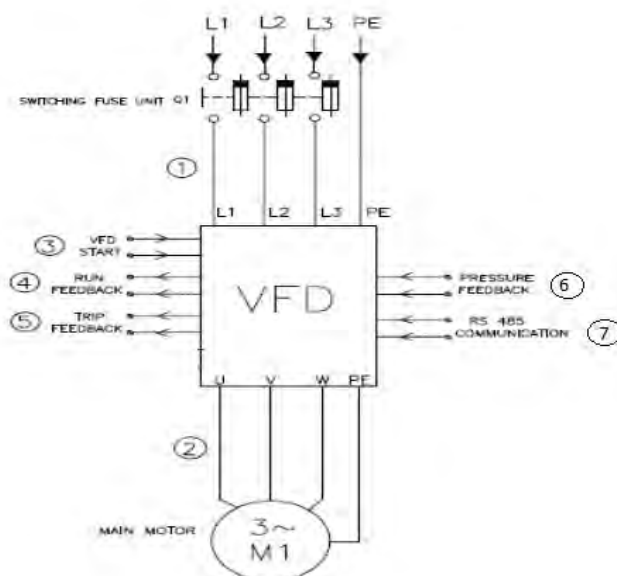 L1 L2 L3 PE
SWITCHING FUSE UNIT Q1
1
L1 L2 L3 PE
3 VFD
START
4 RUN
FEEDBACK
5 TRIP
FEEDBACK
VFD
PRESSURE
FEEDBACK 6
RS 485
COMMUNICATION 7
U V W PE
2
MAIN MOTOR
3~
M1